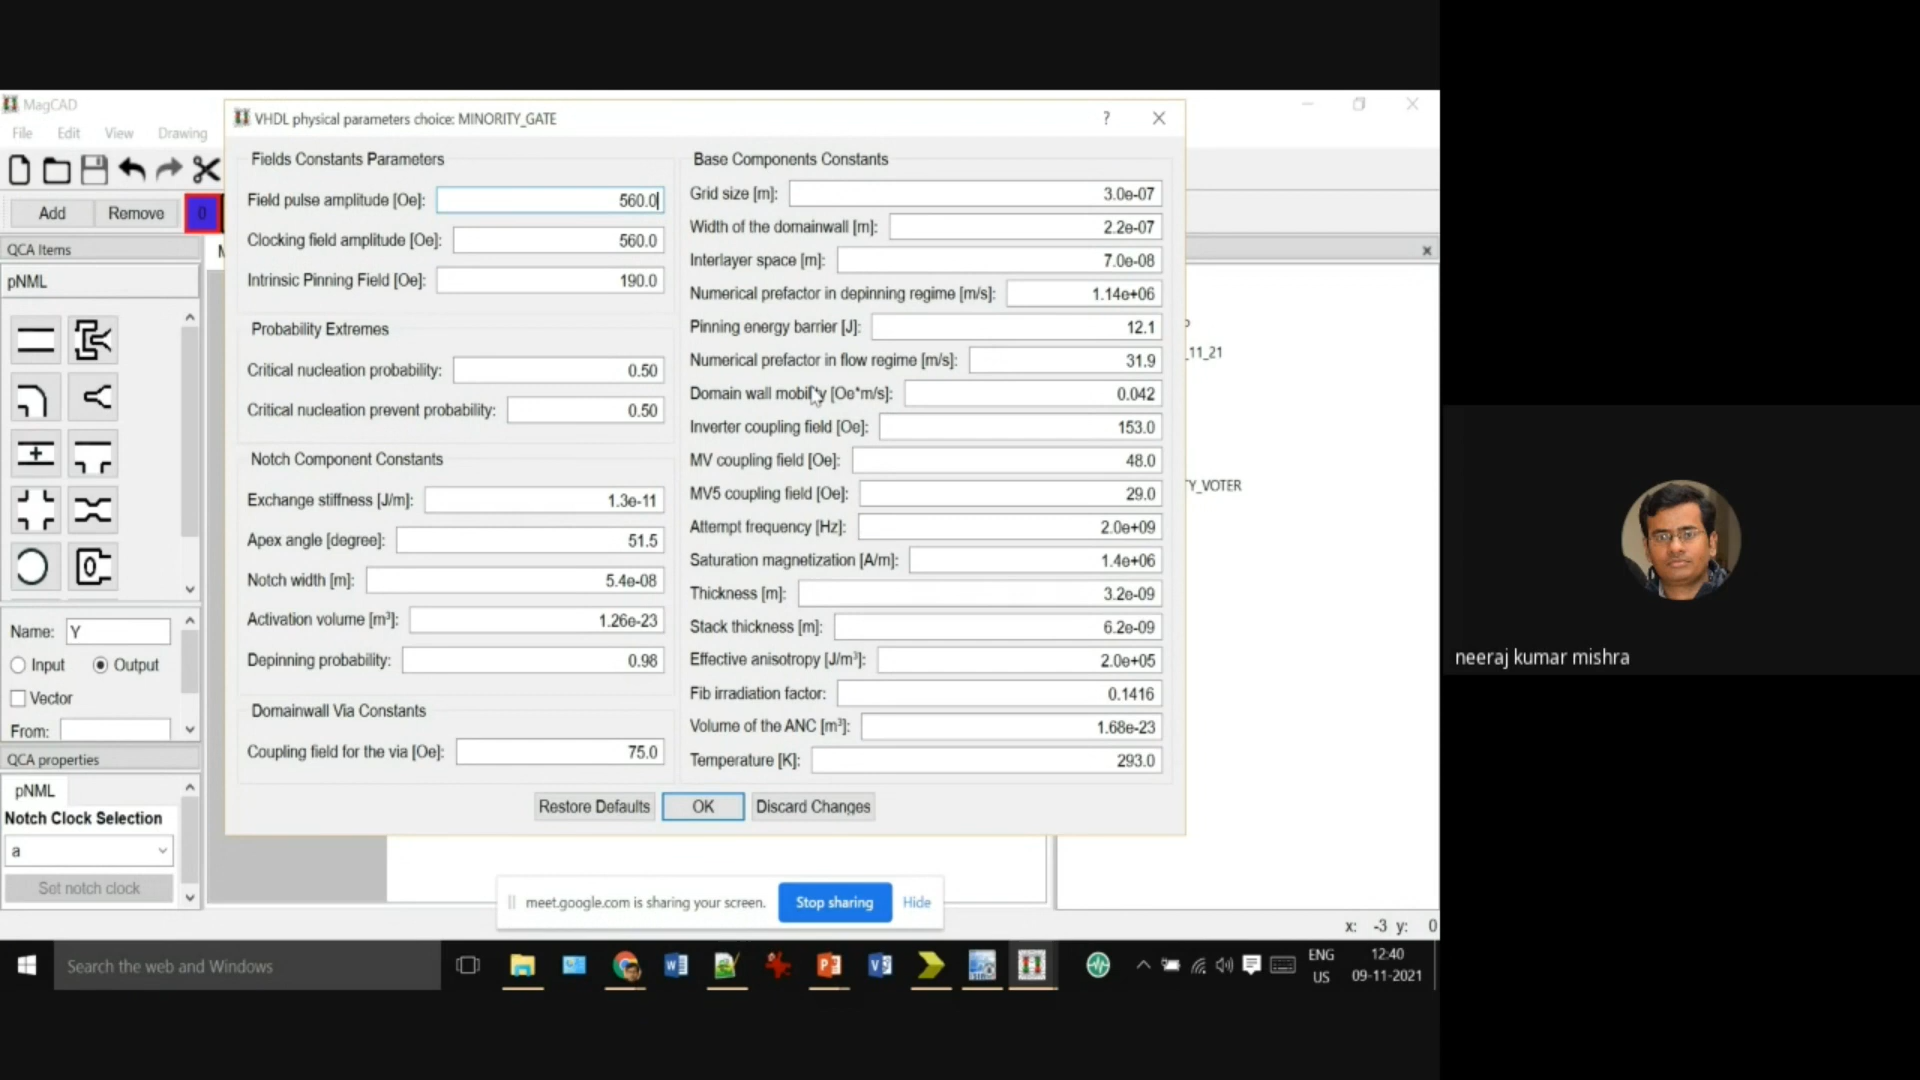 MagCAD
File Edit View Drawing
Add Remove 0
QCA Items
pNML
Name: Y
Input Output
Vector
From:
QCA properties
pNML
Notch Clock Selection
a
Set notch clock
VHDL physical parameters choice: MINORITY_GATE
?
Fields Constants Parameters
Field pulse amplitude [Oe]: 560.0
Clocking field amplitude [Oe]: 560.0
Intrinsic Pinning Field [Oe]: 190.0
Probability Extremes
Critical nucleation probability: 0.50
Critical nucleation prevent probability: 0.50
Notch Component Constants
Exchange stiffness [J/m]: 1.3e-11
Apex angle [degree]: 51.5
Notch width [m]: 5.4e-08
Activation volume [m³]: 1.26e-23
Depinning probability: 0.98
Domainwall Via Constants
Coupling field for the via [Oe]: 75.0
Base Components Constants
Grid size [m]: 3.0e-07
Width of the domainwall [m]: 2.2e-07
Interlayer space [m]: 7.0e-08
Numerical prefactor in depinning regime [m/s]: 1.14e+06
Pinning energy barrier [J]: 12.1
Numerical prefactor in flow regime [m/s]: 31.9
Domain wall mobility [Oe*m/s]: 0.042
Inverter coupling field [Oe]: 153.0
MV coupling field [Oe]: 48.0
MV5 coupling field [Oe]: 29.0
Attempt frequency [Hz]: 2.0e+09
Saturation magnetization [A/m]: 1.4e+06
Thickness [m]: 3.2e-09
Stack thickness [m]: 6.2e-09
Effective anisotropy [J/m³]: 2.0e+05
Fib irradiation factor: 0.1416
Volume of the ANC [m³]: 1.68e-23
Temperature [K]: 293.0
Restore Defaults OK Discard Changes
_11_21
Y_VOTER
meet.google.com is sharing your screen. Stop sharing Hide
x: -3 y: 0
Search the web and Windows
ENG
US
12:40
09-11-2021
neeraj kumar mishra